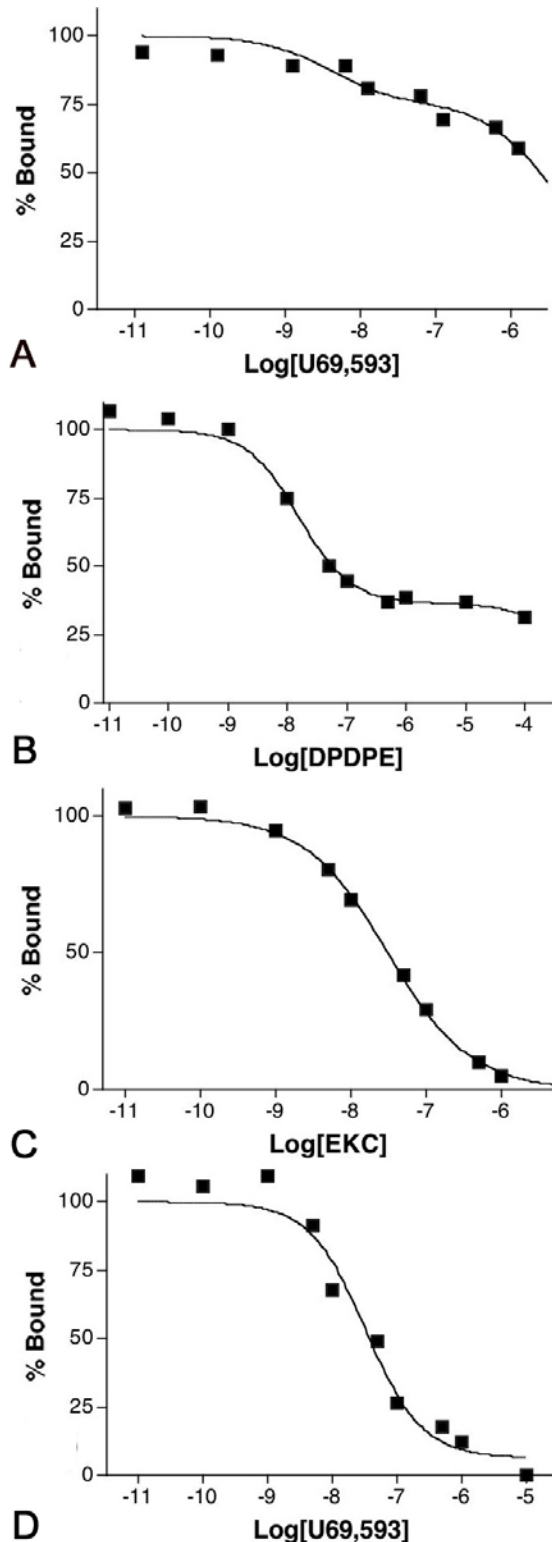 100
75
50
25
0
% Bound
-11 -10 -9 -8 -7 -6
A
Log[U69,593]
100
75
50
25
0
% Bound
-11 -10 -9 -8 -7 -6 -5 -4
B
Log[DPDPE]
100
50
0
% Bound
-11 -10 -9 -8 -7 -6
C
Log[EKC]
100
75
50
25
0
% Bound
-11 -10 -9 -8 -7 -6 -5
D
Log[U69,593]